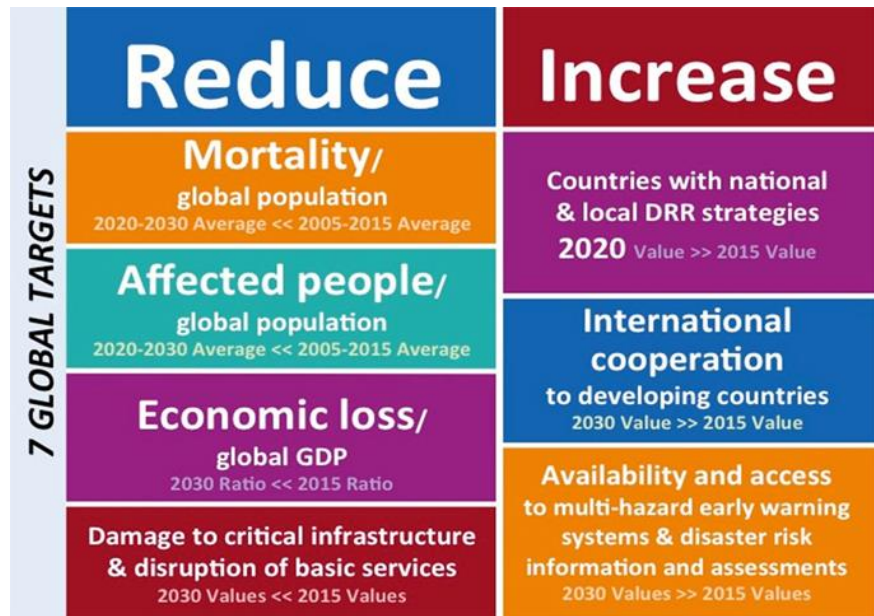 7 GLOBAL TARGETS
Reduce
Mortality/
global population
2020-2030 Average << 2005-2015 Average
Affected people/
global population
2020-2030 Average << 2005-2015 Average
Economic loss/
global GDP
2030 Ratio << 2015 Ratio
Damage to critical infrastructure
& disruption of basic services
2030 Values << 2015 Values
Increase
Countries with national
& local DRR strategies
2020 Value >> 2015 Value
International
cooperation
to developing countries
2030 Value >> 2015 Value
Availability and access
to multi-hazard early warning
systems & disaster risk
information and assessments
2030 Values >> 2015 Values